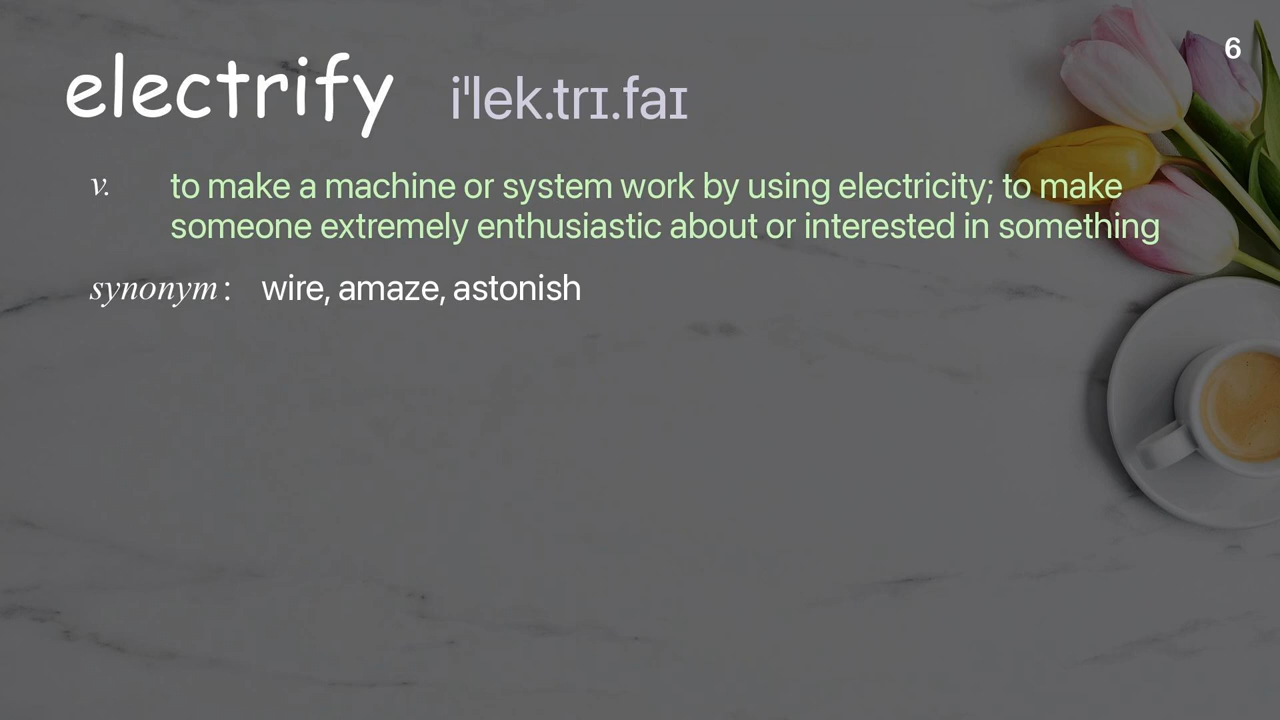 6
electrify iˈlek.trɪ.faɪ
v. to make a machine or system work by using electricity; to make
someone extremely enthusiastic about or interested in something
synonym: wire, amaze, astonish